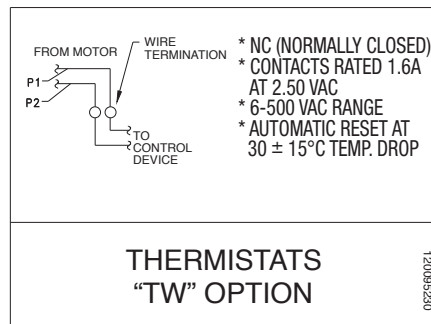 FROM MOTOR
WIRE
TERMINATION
P1
P2
TO
CONTROL
DEVICE
* NC (NORMALLY CLOSED)
* CONTACTS RATED 1.6A
AT 2.50 VAC
* 6-500 VAC RANGE
* AUTOMATIC RESET AT
30 ± 15°C TEMP. DROP
THERMISTATS
“TW” OPTION
120095230